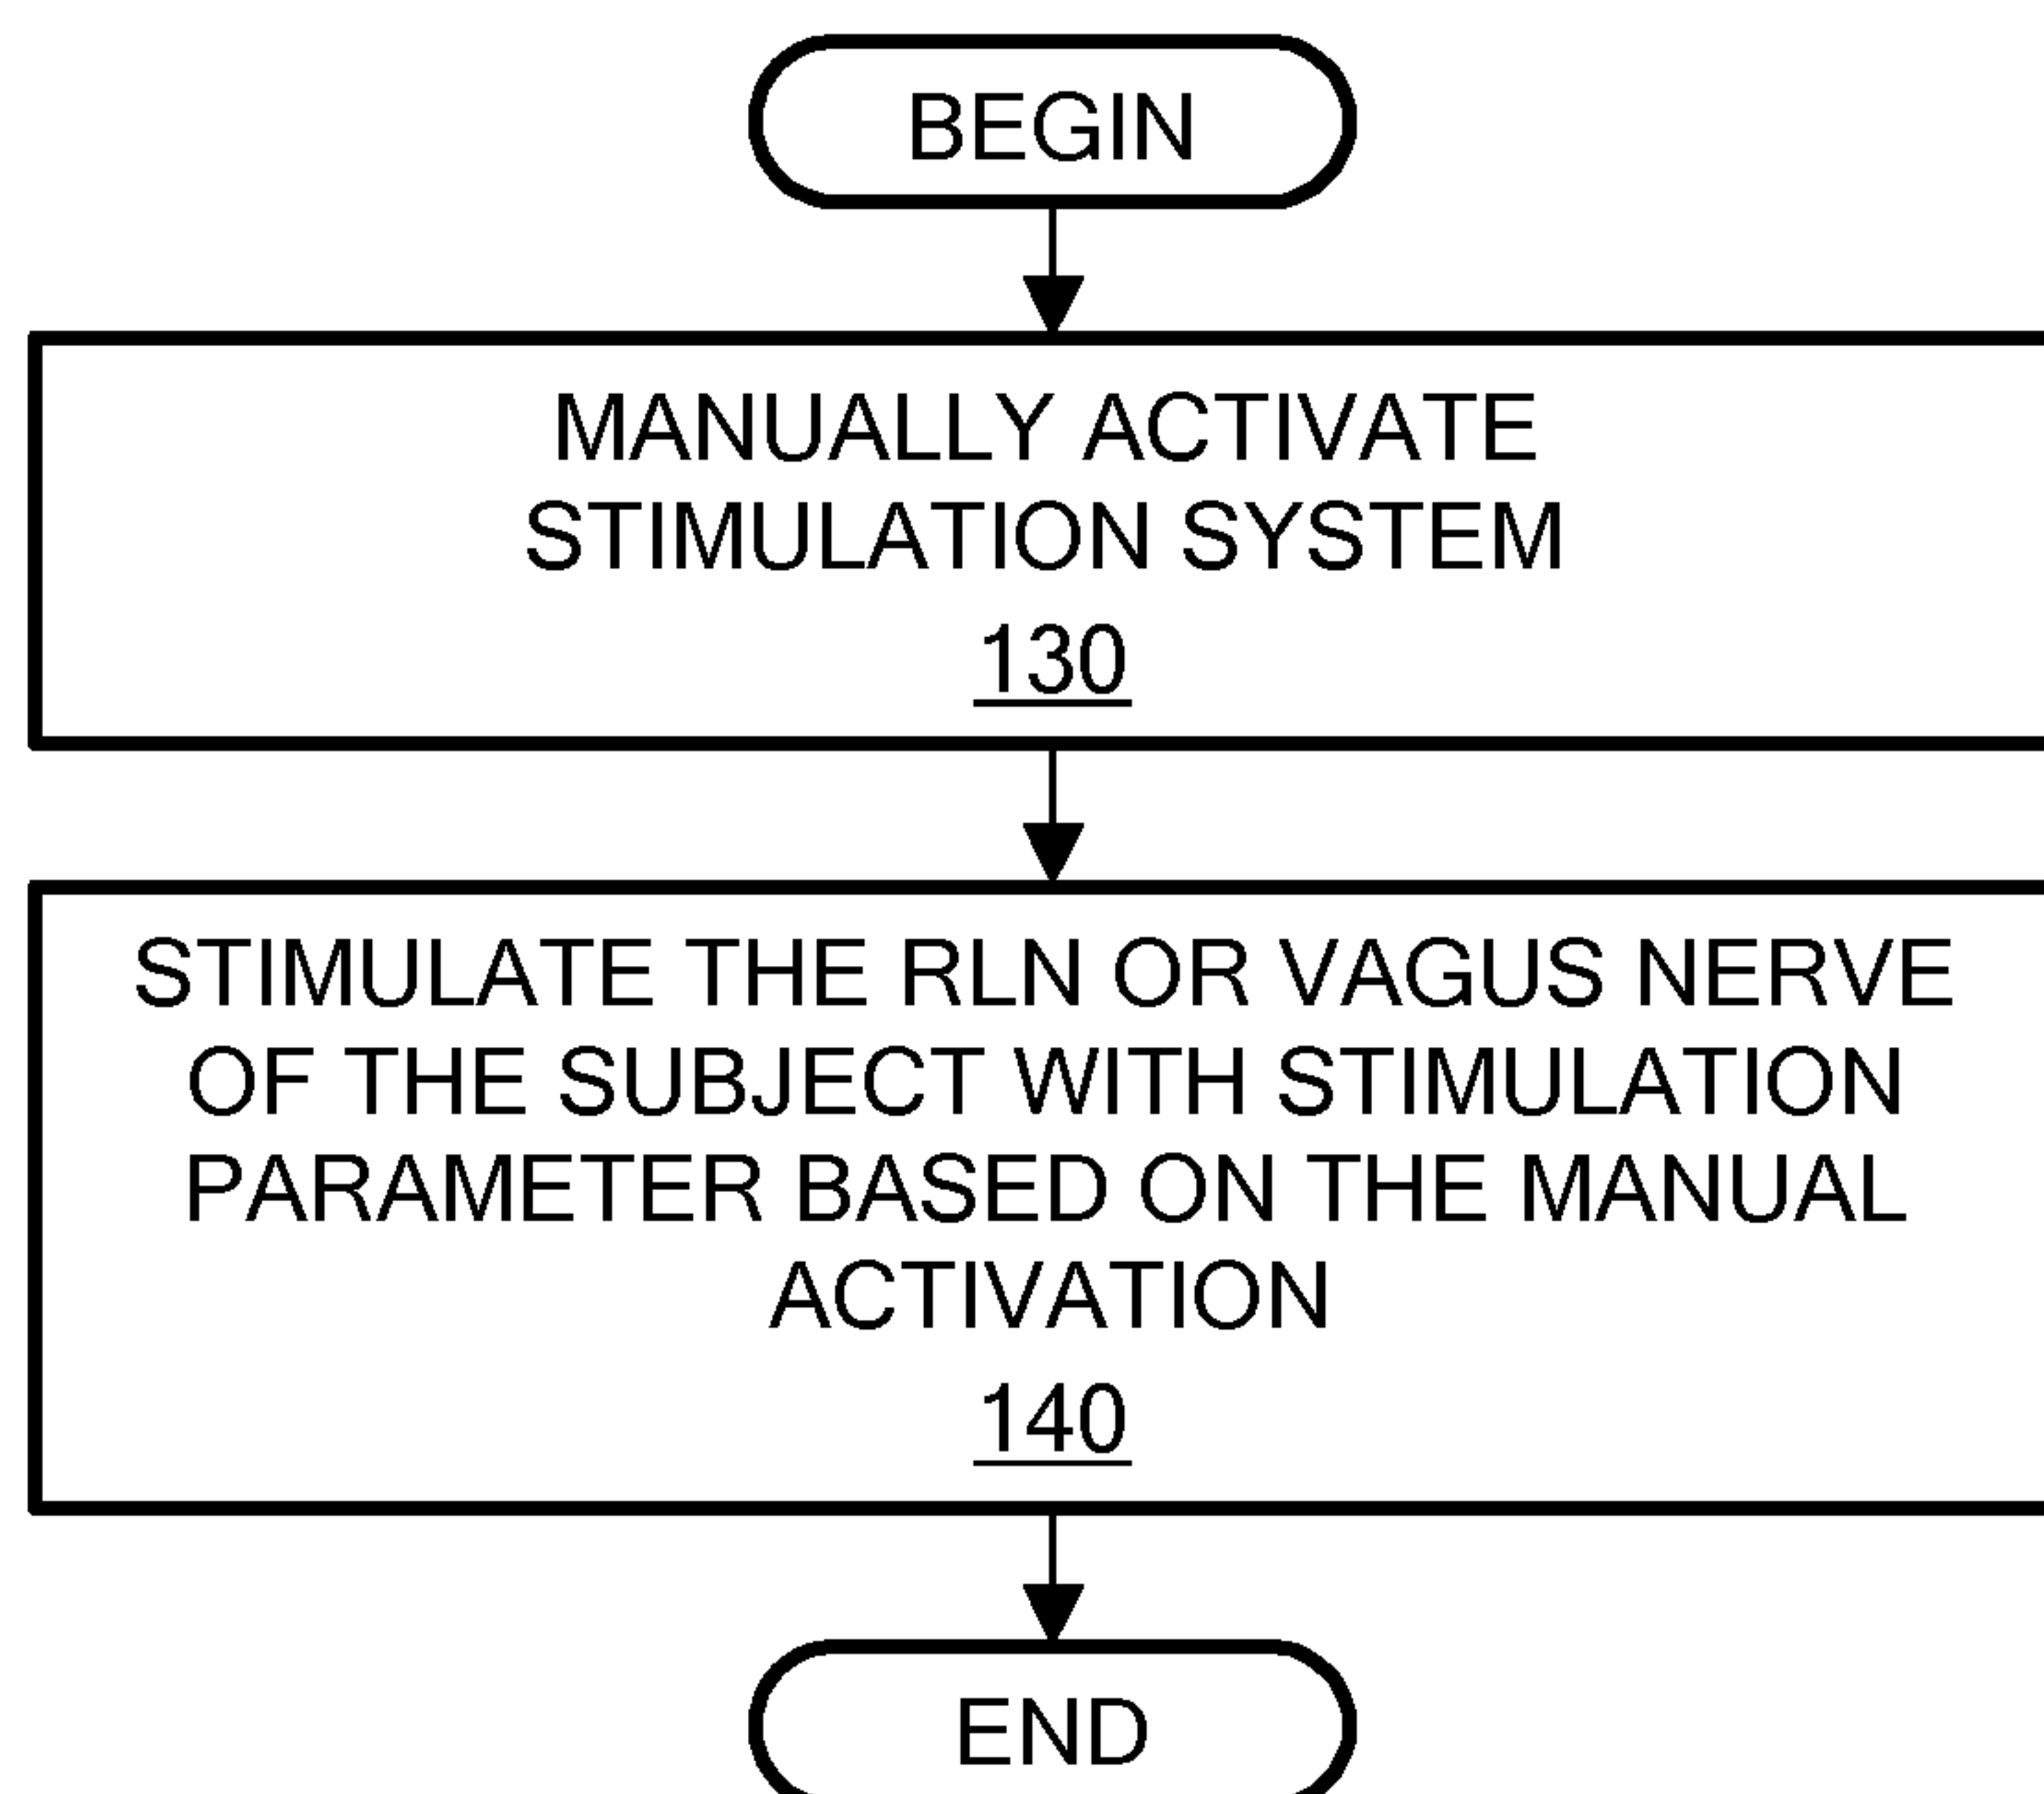 BEGIN
MANUALLY ACTIVATE
STIMULATION SYSTEM
130
STIMULATE THE RLN OR VAGUS NERVE
OF THE SUBJECT WITH STIMULATION
PARAMETER BASED ON THE MANUAL
ACTIVATION
140
END